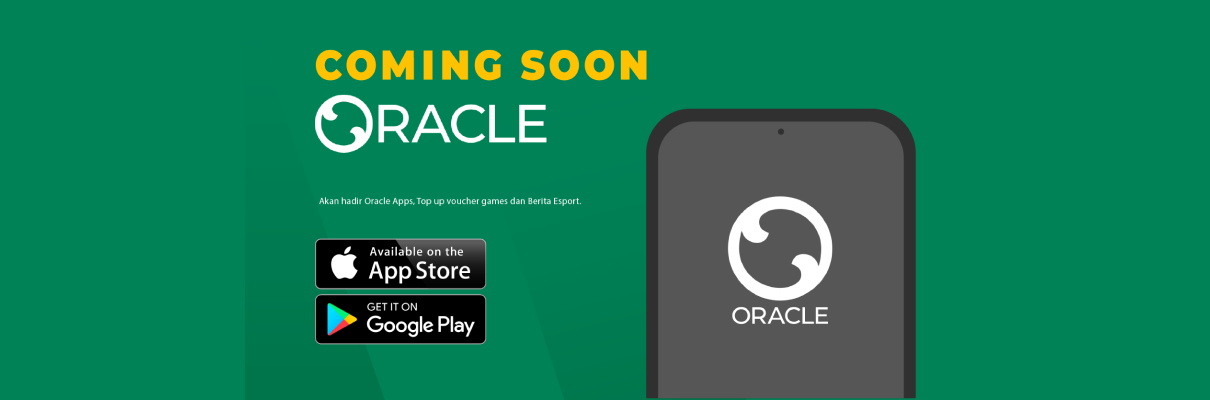 COMING SOON
ORACLE
Akan hadir Oracle Apps, Top up voucher games dan Berita Esport.
Available on the
App Store
GET IT ON
Google Play
ORACLE